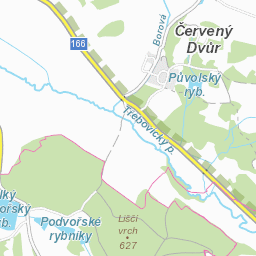 166
Borová
Červený
Dvůr
Půvolský
ryb.
Třebovický p.
Liščí
vrch
627
Podvořské
rybníky